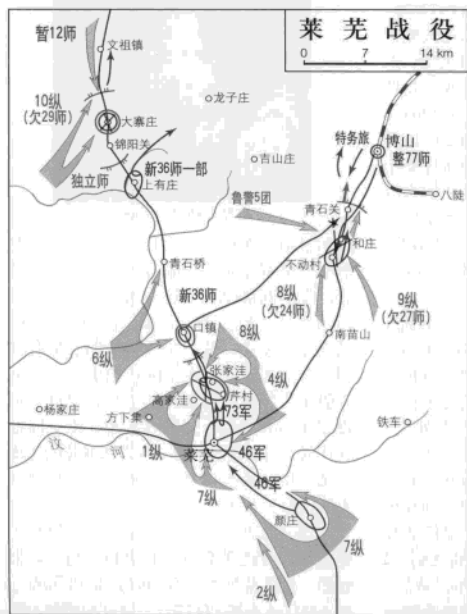 莱芜战役
0 7 14 km
暂12师
文祖镇
10纵
(欠29师)
大寨庄
龙子庄
锦阳关
特务旅
博山
整77师
新36师一部
吉山庄
独立师
上有庄
八陡
鲁警5团
青石关
和庄
青石桥
不动村
8纵
(欠24师)
9纵
(欠27师)
新36师
口镇
8纵
南苗山
6纵
张家洼
4纵
高家洼
芹村
杨家庄
方下集
73军
铁车
汶河
1纵
莱芜
46军
7纵
46军
颜庄
7纵
2纵